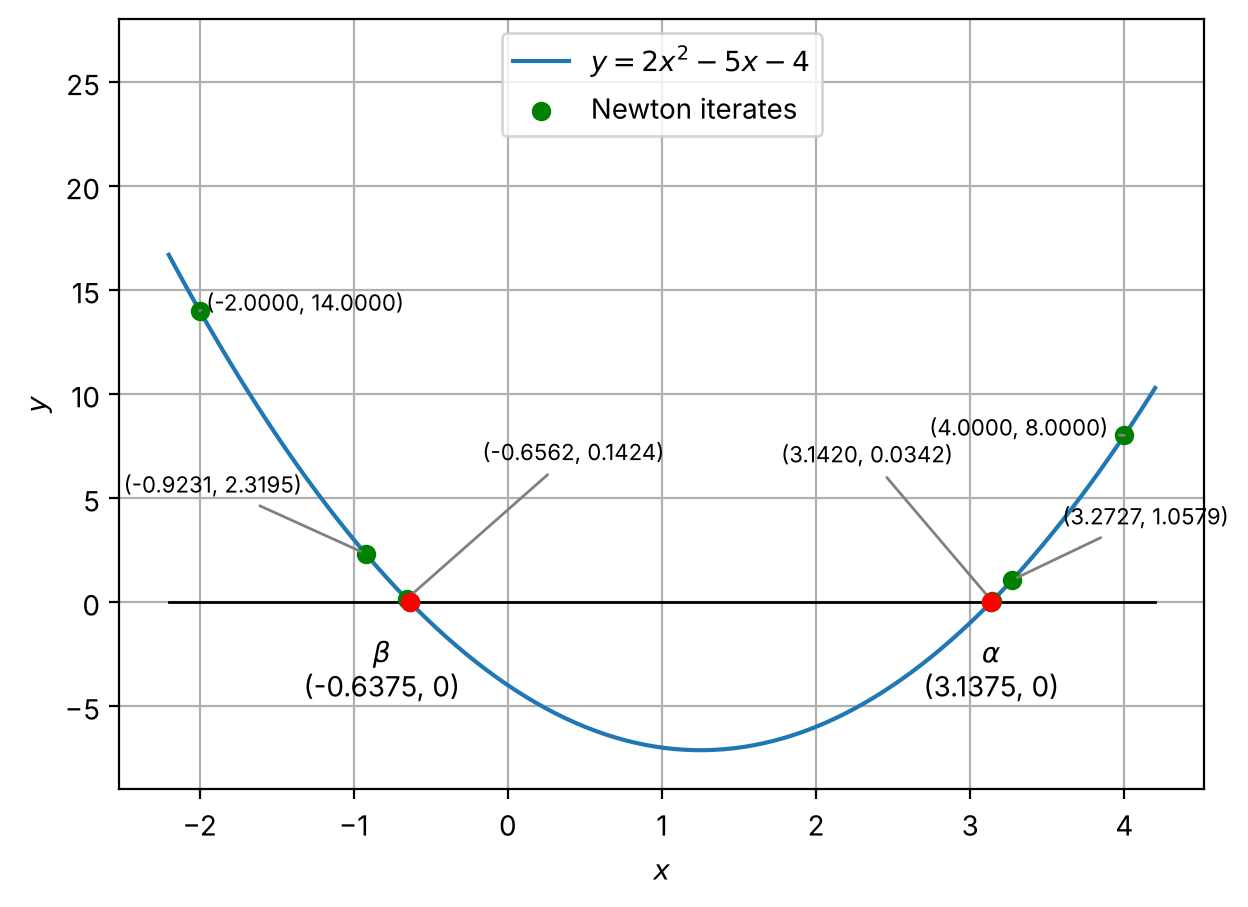 y = 2x² − 5x − 4
Newton iterates
25
20
15
10
5
0
−5
y
(-2.0000, 14.0000)
(4.0000, 8.0000)
(-0.6562, 0.1424)
(3.1420, 0.0342)
(-0.9231, 2.3195)
(3.2727, 1.0579)
β
(-0.6375, 0)
α
(3.1375, 0)
−2 −1 0 1 2 3 4
x